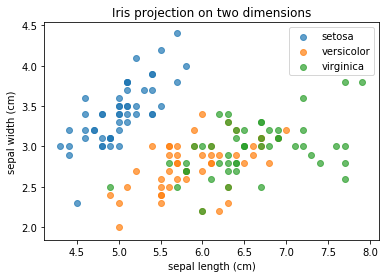 Iris projection on two dimensions
setosa
versicolor
virginica
4.5
4.0
3.5
3.0
2.5
2.0
sepal width (cm)
4.5 5.0 5.5 6.0 6.5 7.0 7.5 8.0
sepal length (cm)